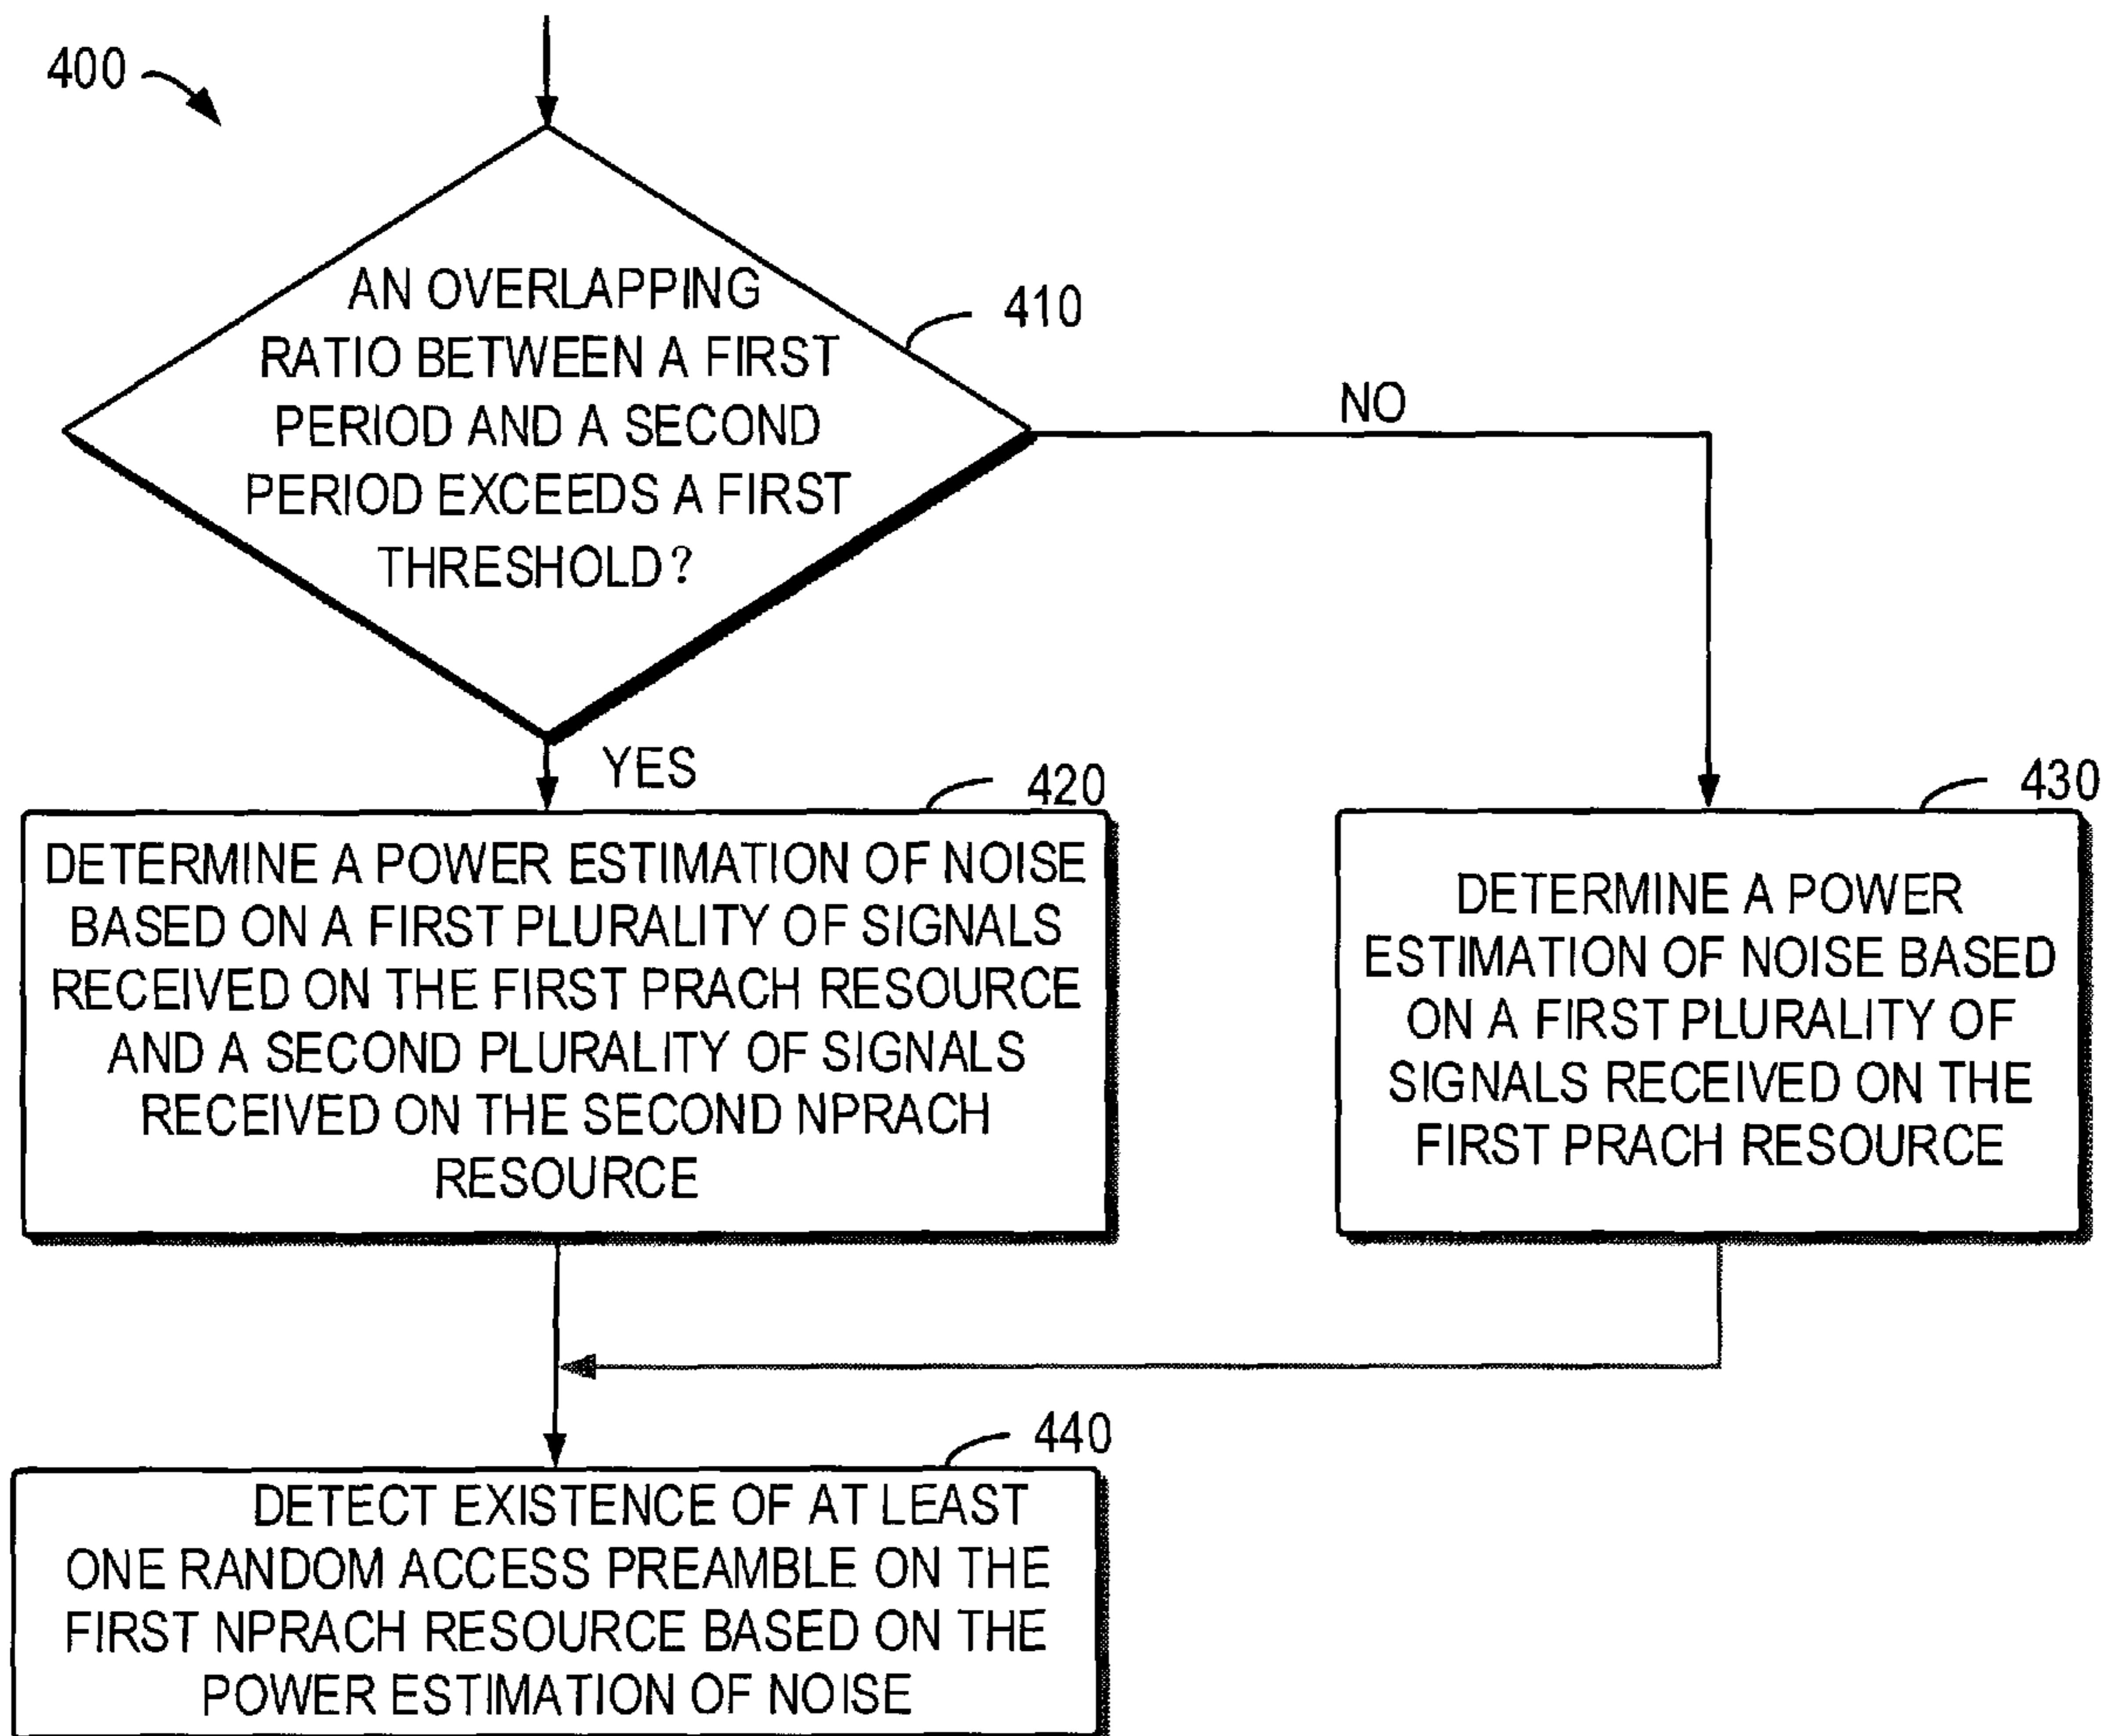 400
AN OVERLAPPING
RATIO BETWEEN A FIRST
PERIOD AND A SECOND
PERIOD EXCEEDS A FIRST
THRESHOLD?
410
NO
YES
420
DETERMINE A POWER ESTIMATION OF NOISE
BASED ON A FIRST PLURALITY OF SIGNALS
RECEIVED ON THE FIRST PRACH RESOURCE
AND A SECOND PLURALITY OF SIGNALS
RECEIVED ON THE SECOND NPRACH
RESOURCE
430
DETERMINE A POWER
ESTIMATION OF NOISE BASED
ON A FIRST PLURALITY OF
SIGNALS RECEIVED ON THE
FIRST PRACH RESOURCE
440
DETECT EXISTENCE OF AT LEAST
ONE RANDOM ACCESS PREAMBLE ON THE
FIRST NPRACH RESOURCE BASED ON THE
POWER ESTIMATION OF NOISE